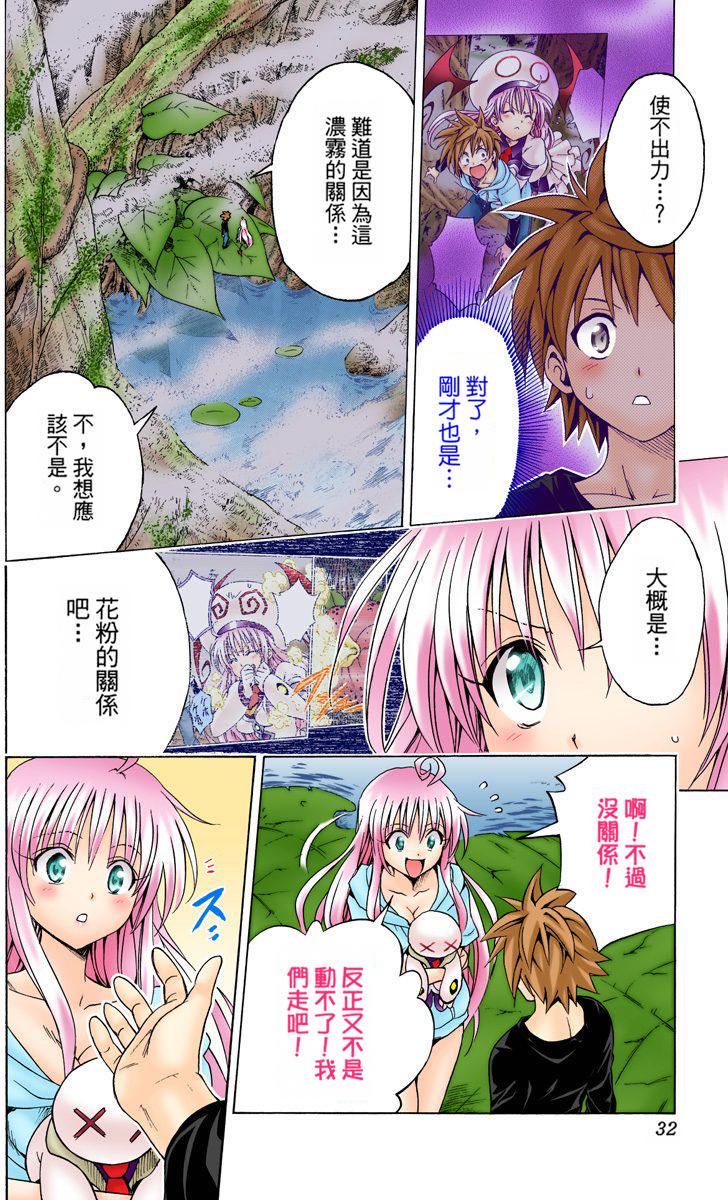 使不出力…?
對了，
剛才也是…
難道是因為這
濃霧的關係…
不，我想應
該不是。
大概是…
花粉的關係
吧…
啊！不過
沒關係！
反正又不是
動不了！我
們走吧！
ス
32